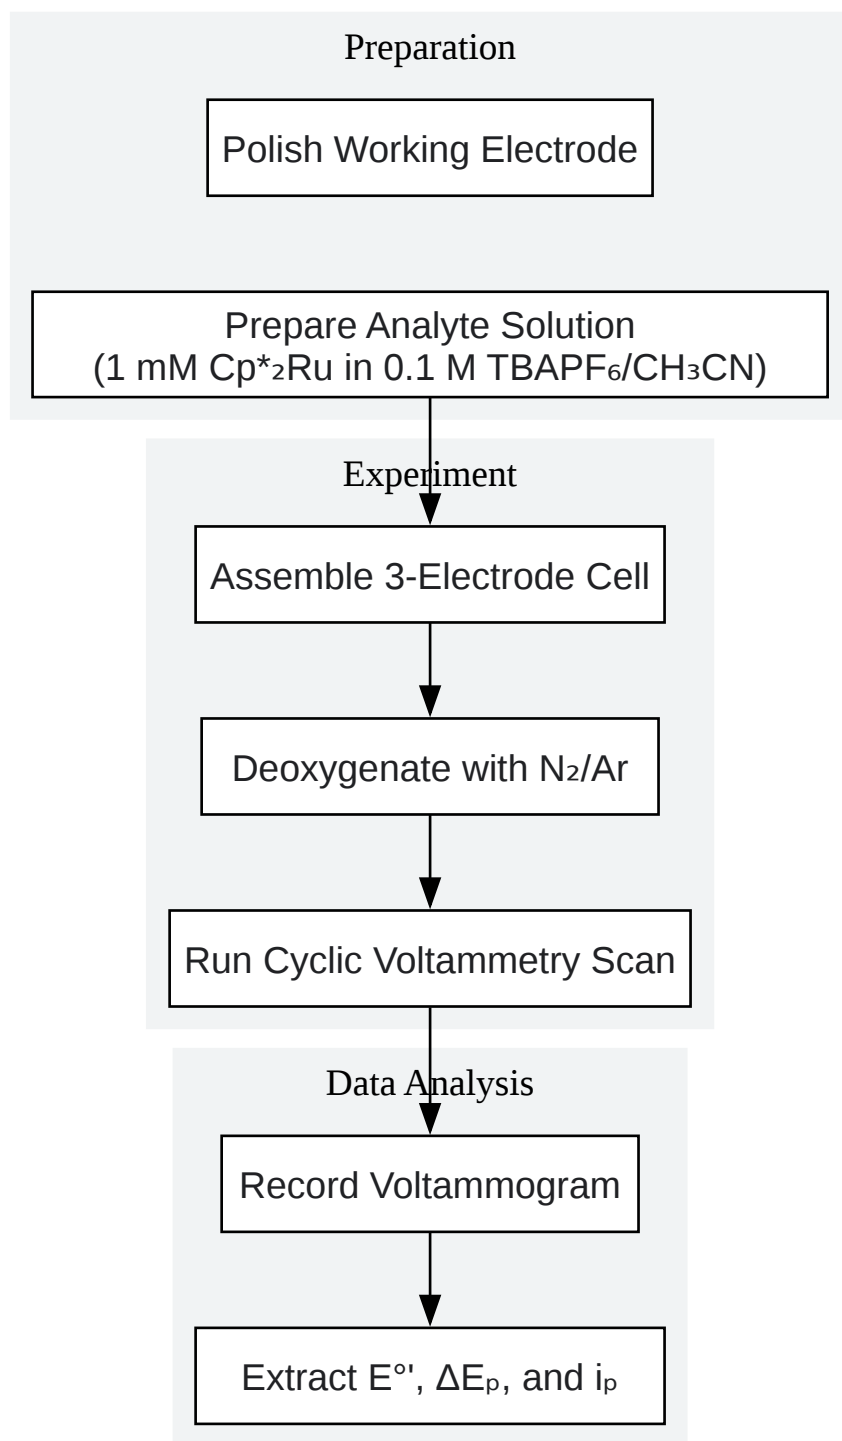 Preparation
Polish Working Electrode
Prepare Analyte Solution
(1 mM Cp*₂Ru in 0.1 M TBAPF₆/CH₃CN)
Experiment
Assemble 3-Electrode Cell
Deoxygenate with N₂/Ar
Run Cyclic Voltammetry Scan
Data Analysis
Record Voltammogram
Extract E°', ΔEₚ, and iₚ